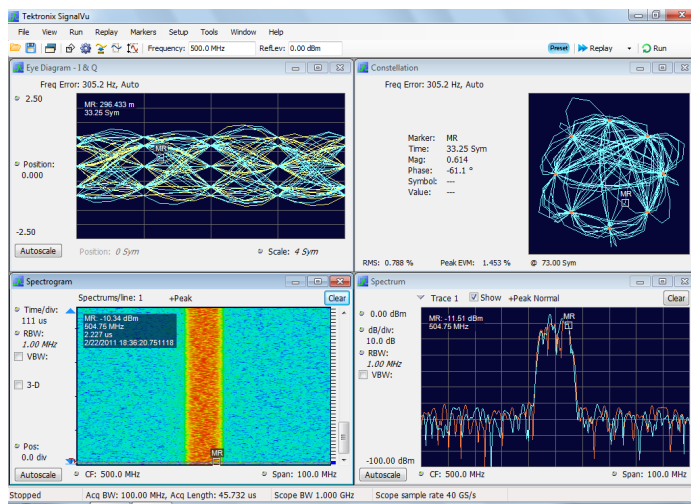 Tektronix SignalVu
File View Run Replay Markers Setup Tools Window Help
Frequency: 500.0 MHz RefLev: 0.00 dBm Preset Replay Run
Eye Diagram - I & Q
Freq Error: 305.2 Hz, Auto
2.50
MR: 296.433 m
33.25 Sym
MR
Position:
0.000
-2.50
Autoscale Position: 0 Sym Scale: 4 Sym
Constellation
Freq Error: 305.2 Hz, Auto
Marker: MR
Time: 33.25 Sym
Mag: 0.614
Phase: -61.1 °
Symbol: ---
Value: ---
MR
RMS: 0.788 % Peak EVM: 1.453 % @ 73.00 Sym
Spectrogram
Spectrums/line: 1 +Peak Clear
Time/div:
111 us
RBW:
1.00 MHz
VBW:
3-D
MR: -10.34 dBm
504.75 MHz
2.227 us
2/22/2011 18:36:20.751118
MR
Pos:
0.0 div
Autoscale CF: 500.0 MHz Span: 100.0 MHz
Spectrum
Trace 1 Show +Peak Normal Clear
0.00 dBm
dB/div:
10.0 dB
RBW:
1.00 MHz
VBW:
MR: -11.51 dBm
504.75 MHz
MR
-100.00 dBm
Autoscale CF: 500.0 MHz Span: 100.0 MHz
Stopped Acq BW: 100.00 MHz, Acq Length: 45.732 us Scope BW 1.000 GHz Scope sample rate 40 GS/s